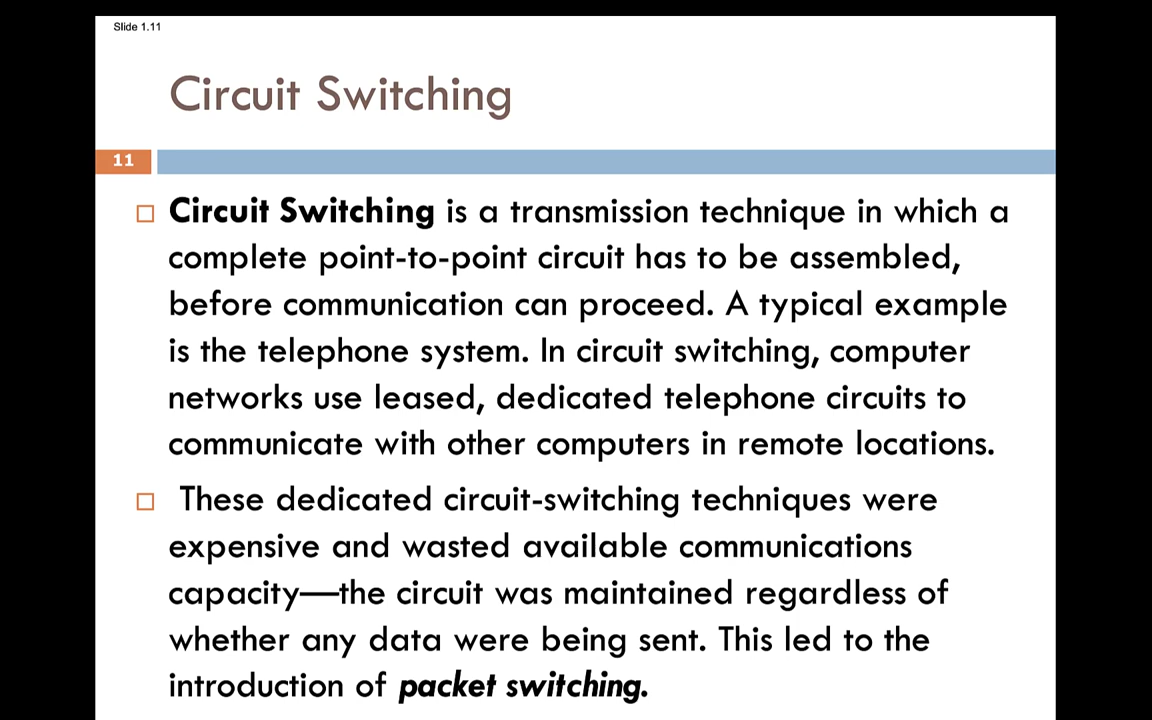 Slide 1.11
Circuit Switching
11
Circuit Switching is a transmission technique in which a
complete point-to-point circuit has to be assembled,
before communication can proceed. A typical example
is the telephone system. In circuit switching, computer
networks use leased, dedicated telephone circuits to
communicate with other computers in remote locations.
These dedicated circuit-switching techniques were
expensive and wasted available communications
capacity—the circuit was maintained regardless of
whether any data were being sent. This led to the
introduction of packet switching.